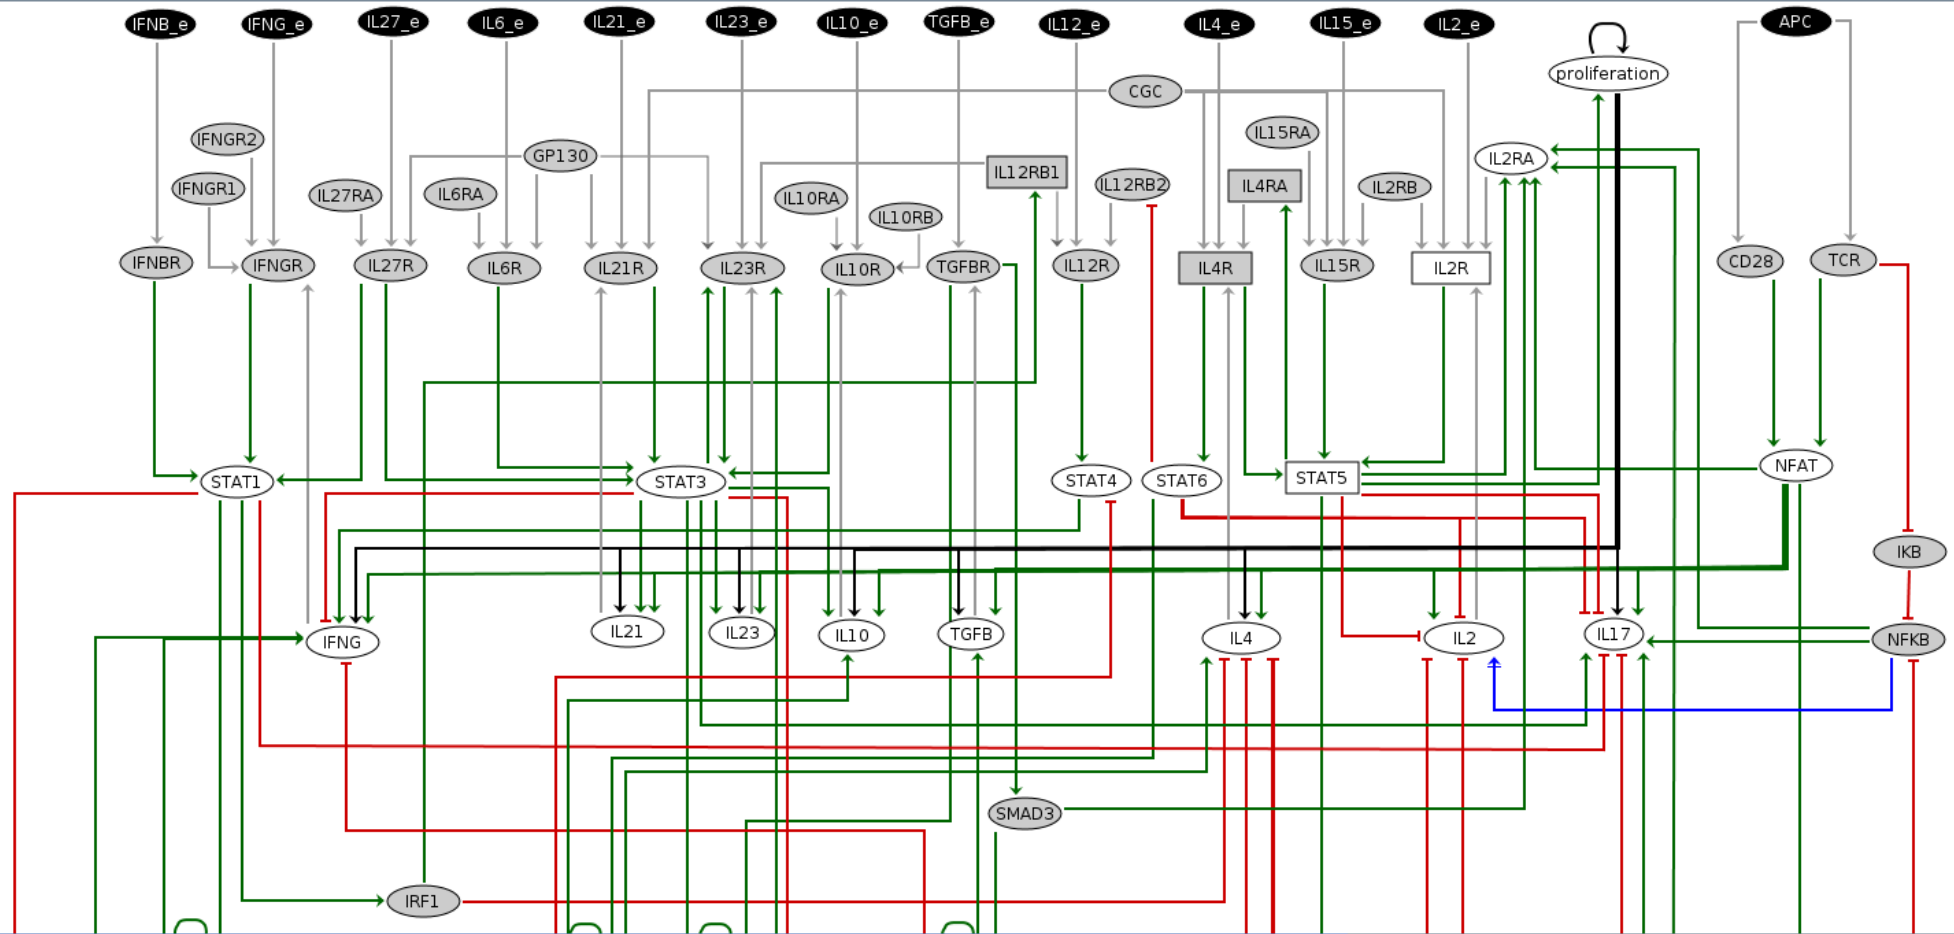 IFNB_e
IFNG_e
IL27_e
IL6_e
IL21_e
IL23_e
IL10_e
TGFB_e
IL12_e
IL4_e
IL15_e
IL2_e
APC
proliferation
CGC
IFNGR2
IL15RA
GP130
IL2RA
IL12RB1
IFNGR1
IL27RA
IL6RA
IL10RA
IL10RB
IL12RB2
IL4RA
IL2RB
IFNBR
IFNGR
IL27R
IL6R
IL21R
IL23R
IL10R
TGFBR
IL12R
IL4R
IL15R
IL2R
CD28
TCR
STAT1
STAT3
STAT4
STAT6
STAT5
NFAT
IKB
IFNG
IL21
IL23
IL10
TGFB
IL4
IL2
IL17
NFKB
SMAD3
IRF1